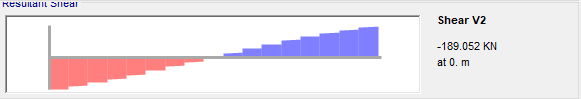 Resultant Shear
Shear V2
-189.052 KN
at 0. m